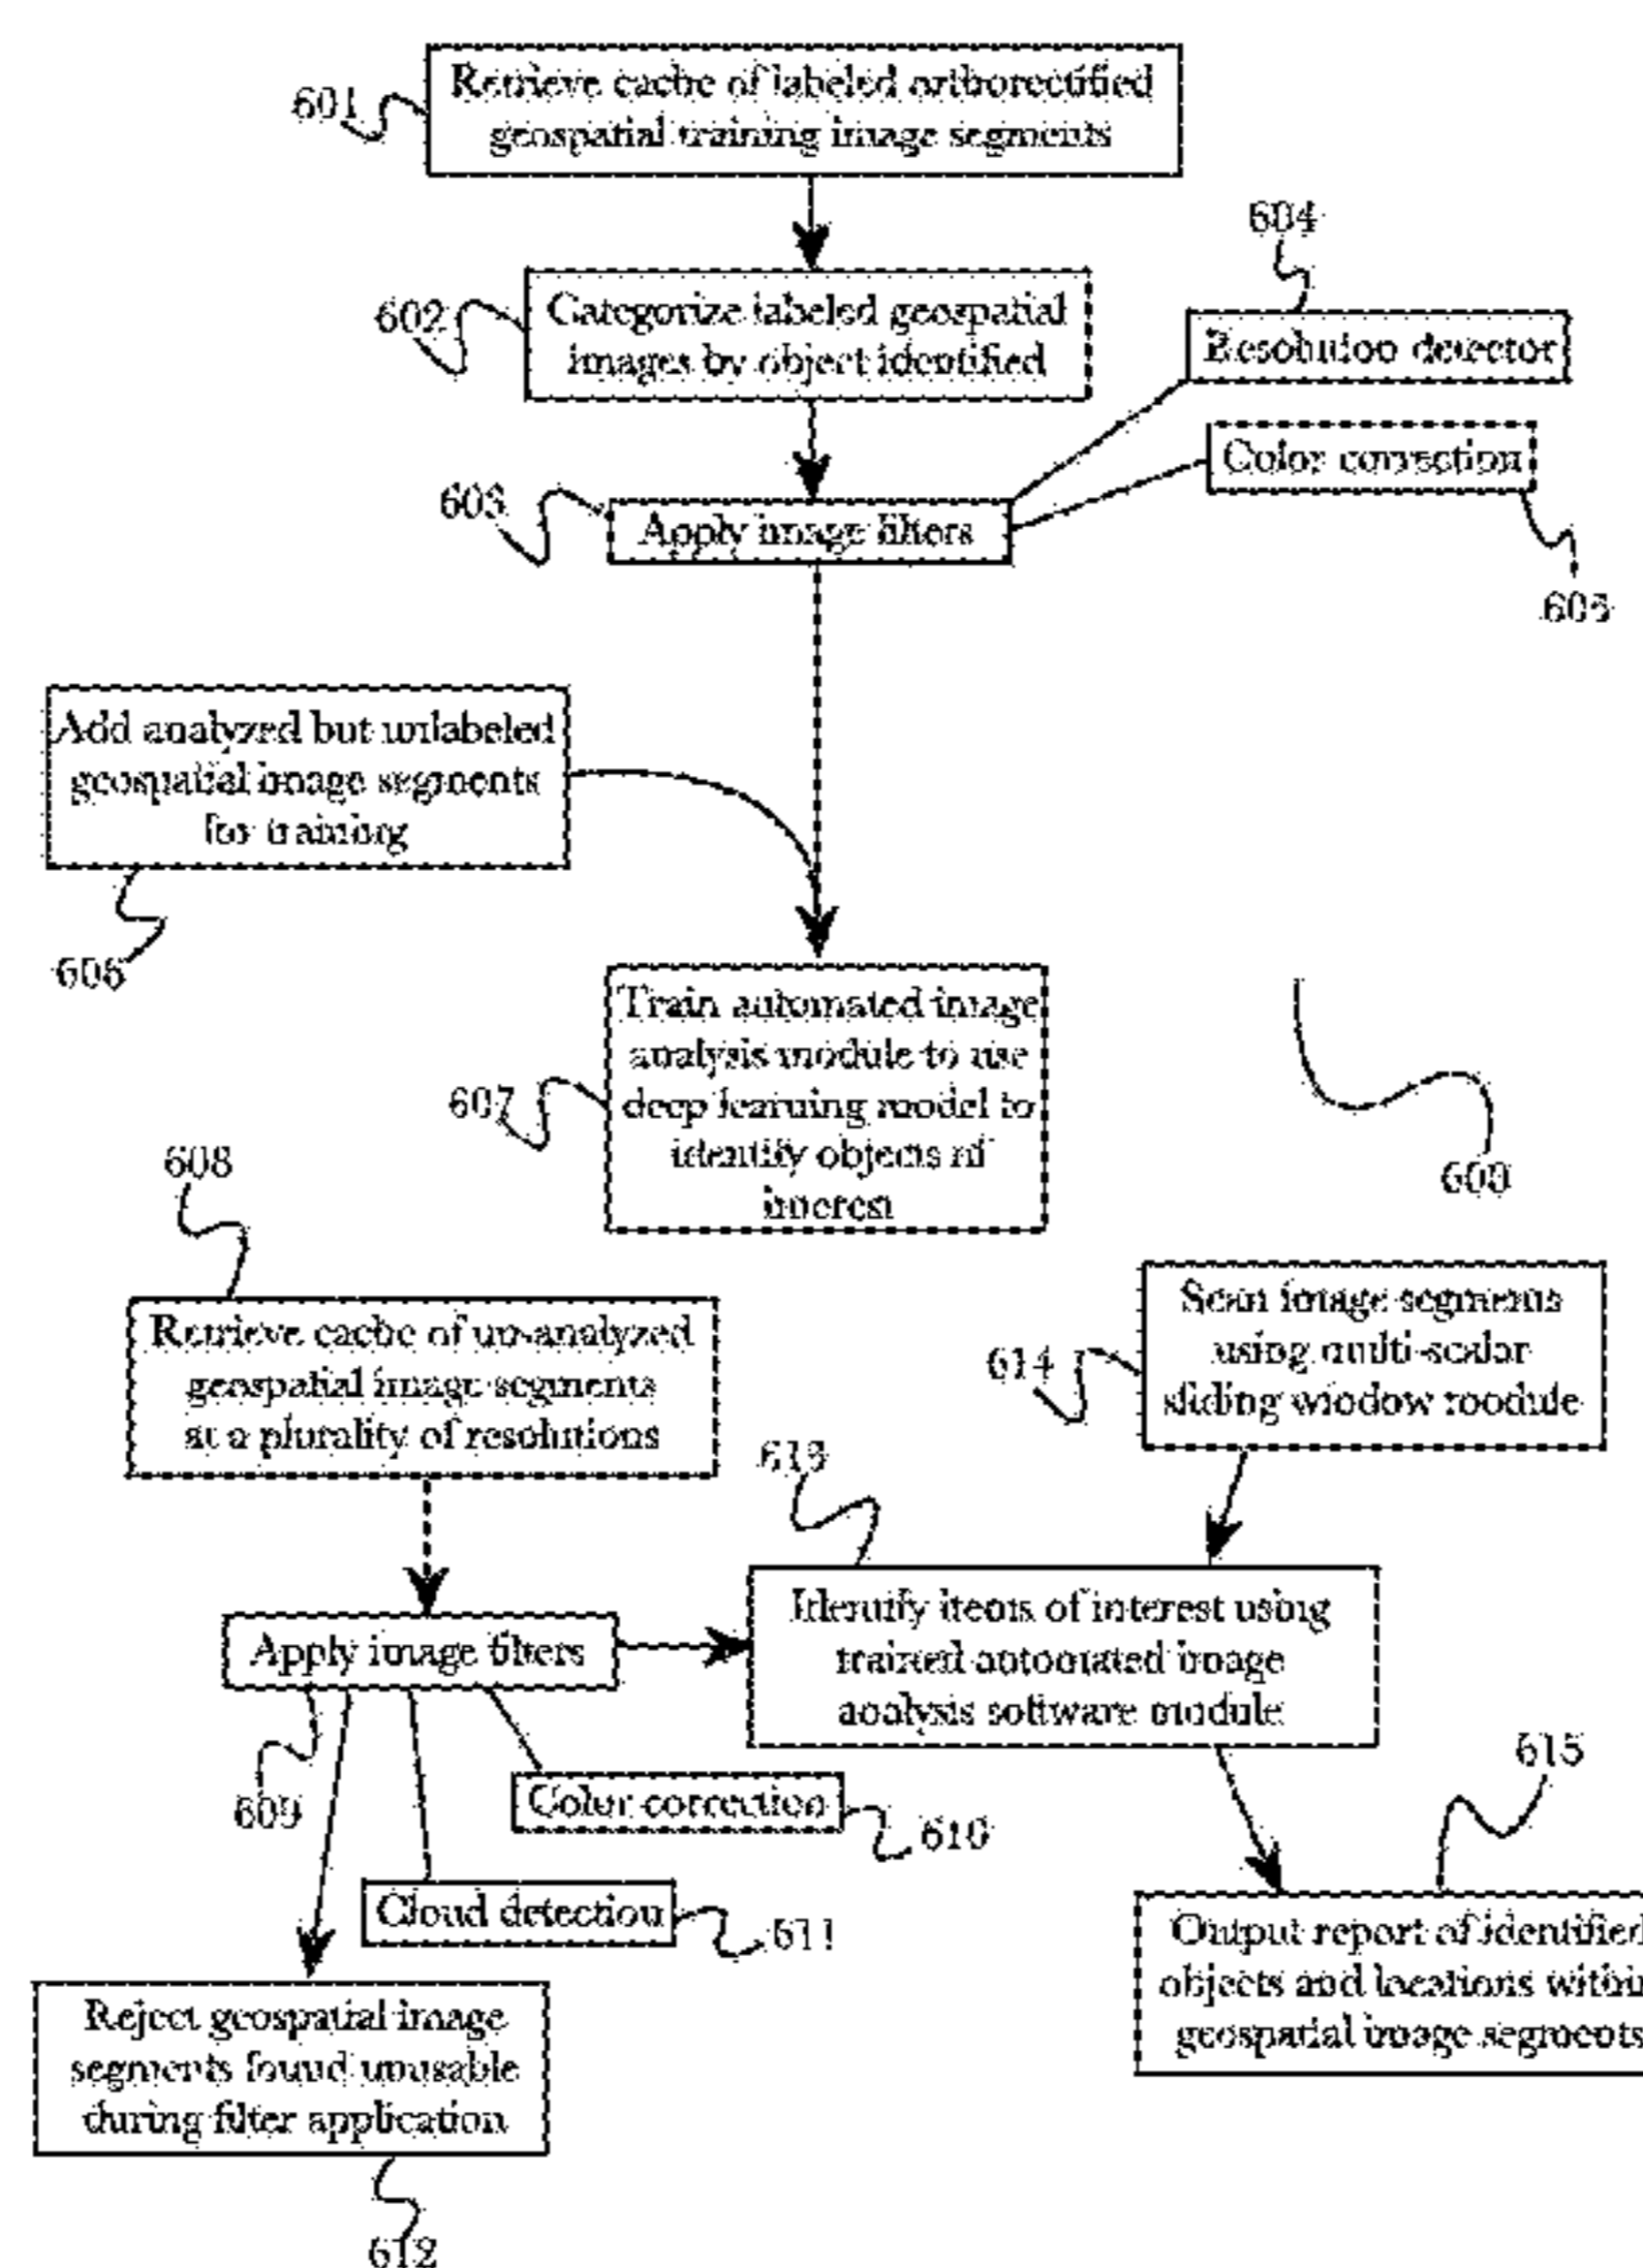 601
Retrieve cache of labeled orthorectified
geospatial training image segments
602
Categorize labeled geospatial
images by object identified
604
Resolution detector
Color correction
603
Apply image filters
605
Add analyzed but unlabeled
geospatial image segments
for training
606
Train automated image
analysis module to use
deep learning model to
identify objects of
interest
607
600
608
Retrieve cache of un-analyzed
geospatial image segments
at a plurality of resolutions
614
Scan image segments
using multi-scalar
sliding window module
613
Identify items of interest using
trained automated image
analysis software module
Apply image filters
609
Color correction
610
Cloud detection
611
615
Output report of identified
objects and locations within
geospatial image segments
Reject geospatial image
segments found unusable
during filter application
612